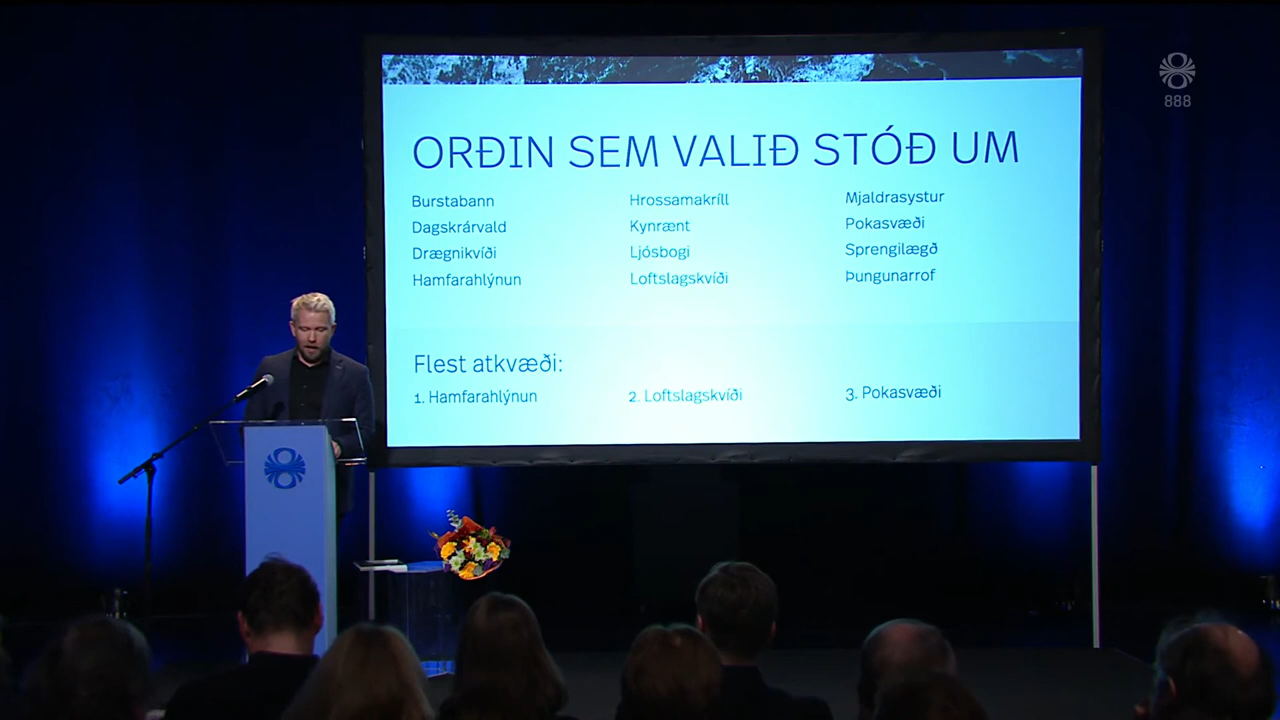 888
ORÐIN SEM VALIÐ STÓÐ UM
Burstabann
Dagskrárvald
Drægnikvíði
Hamfarahlýnun
Hrossamakríll
Kynrænt
Ljósbogi
Loftslagskvíði
Mjaldrasystur
Pokasvæði
Sprengilægð
Þungunarrof
Flest atkvæði:
1. Hamfarahlýnun
2. Loftslagskvíði
3. Pokasvæði